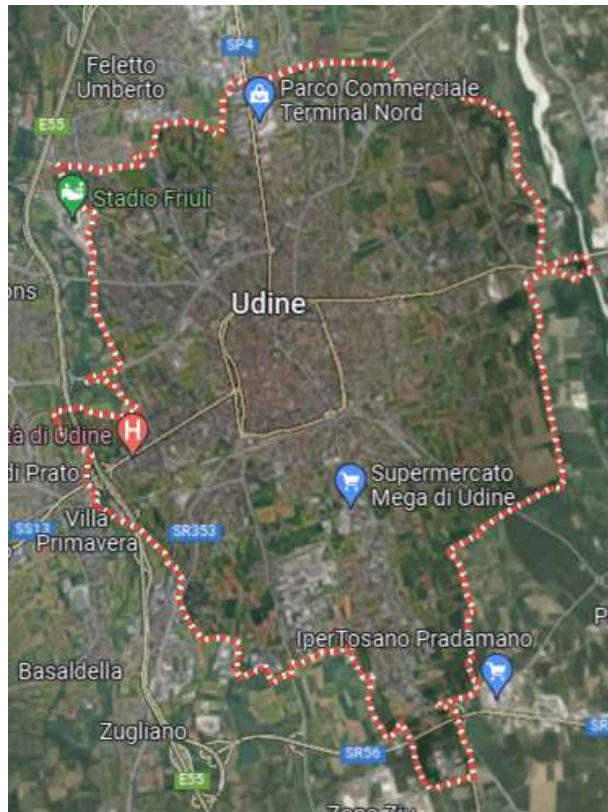 SP4
Feletto
Umberto
Parco Commerciale
Terminal Nord
E55
Stadio Friuli
ons
Udine
tà di Udine
H
di Prato
Supermercato
Mega di Udine
SS13
Villa
Primavera
SR353
IperTosano Pradamano
P
Basaldella
Zugliano
SR56
SR
E55